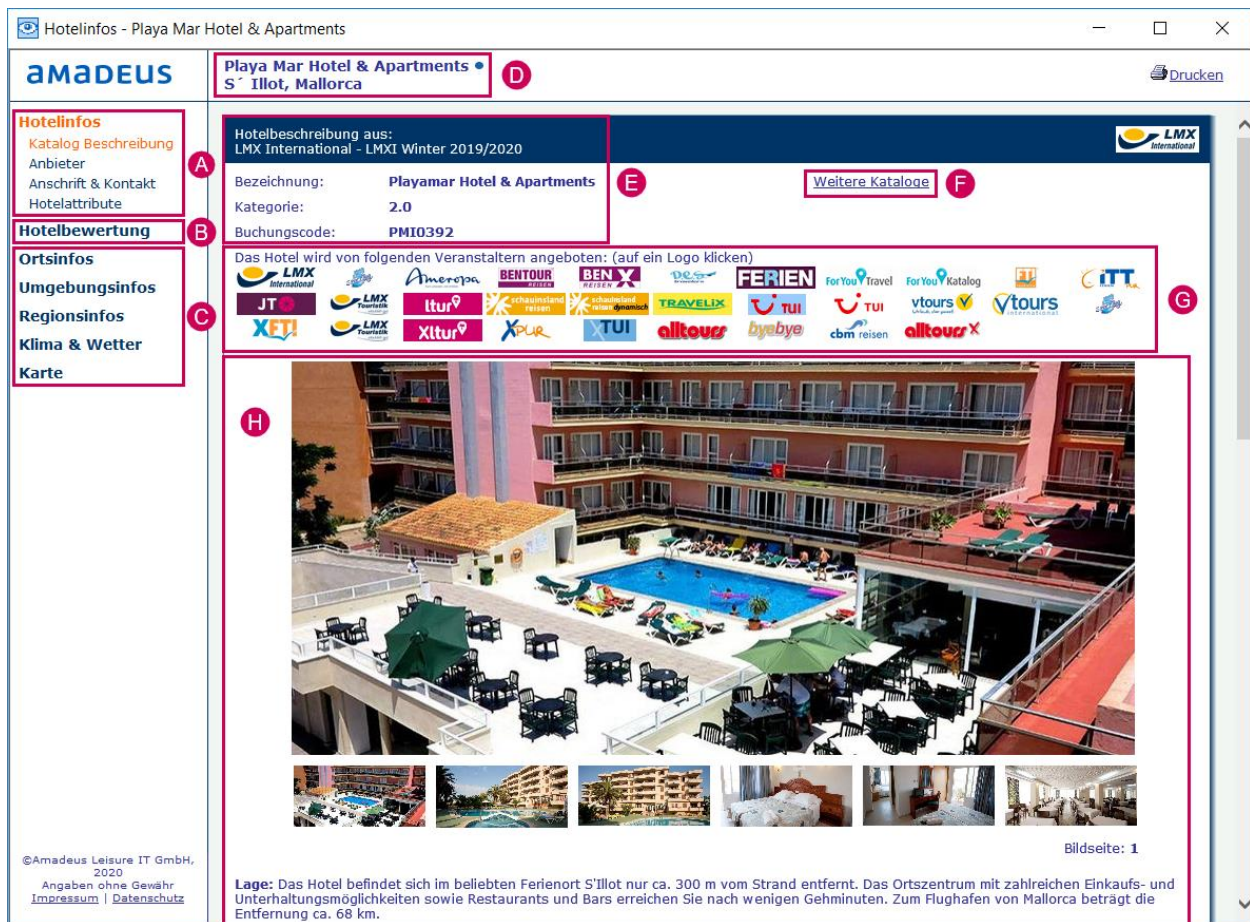 Hotelinfos - Playa Mar Hotel & Apartments
amadeus
Playa Mar Hotel & Apartments
S´ Illot, Mallorca
D
Drucken
Hotelinfos
Katalog Beschreibung
Anbieter
Anschrift & Kontakt
Hotelattribute
A
Hotelbewertung
B
Ortsinfos
Umgebungsinfos
Regionsinfos
Klima & Wetter
Karte
C
Hotelbeschreibung aus:
LMX International - LMXI Winter 2019/2020
LMX
International
Bezeichnung: Playamar Hotel & Apartments
Kategorie: 2.0
Buchungscode: PMI0392
E
Weitere Kataloge
F
Das Hotel wird von folgenden Veranstaltern angeboten: (auf ein Logo klicken)
LMX International Ameropa BENTOUR REISEN BEN X REISEN FERIEN ForYou Travel ForYou Katalog FTI iTT
JT LMX Touristik ltur schauinsland reisen schauinsland reisen dynamisch TRAVELIX TUI TUI vtours vtours international
XFTI LMX Touristik Xltur XPUR XTUI alltours byebye cbm reisen alltours X
G
H
Bildseite: 1
Lage: Das Hotel befindet sich im beliebten Ferienort S'Illot nur ca. 300 m vom Strand entfernt. Das Ortszentrum mit zahlreichen Einkaufs- und
Unterhaltungsmöglichkeiten sowie Restaurants und Bars erreichen Sie nach wenigen Gehminuten. Zum Flughafen von Mallorca beträgt die
Entfernung ca. 68 km.
©Amadeus Leisure IT GmbH,
2020
Angaben ohne Gewähr
Impressum | Datenschutz